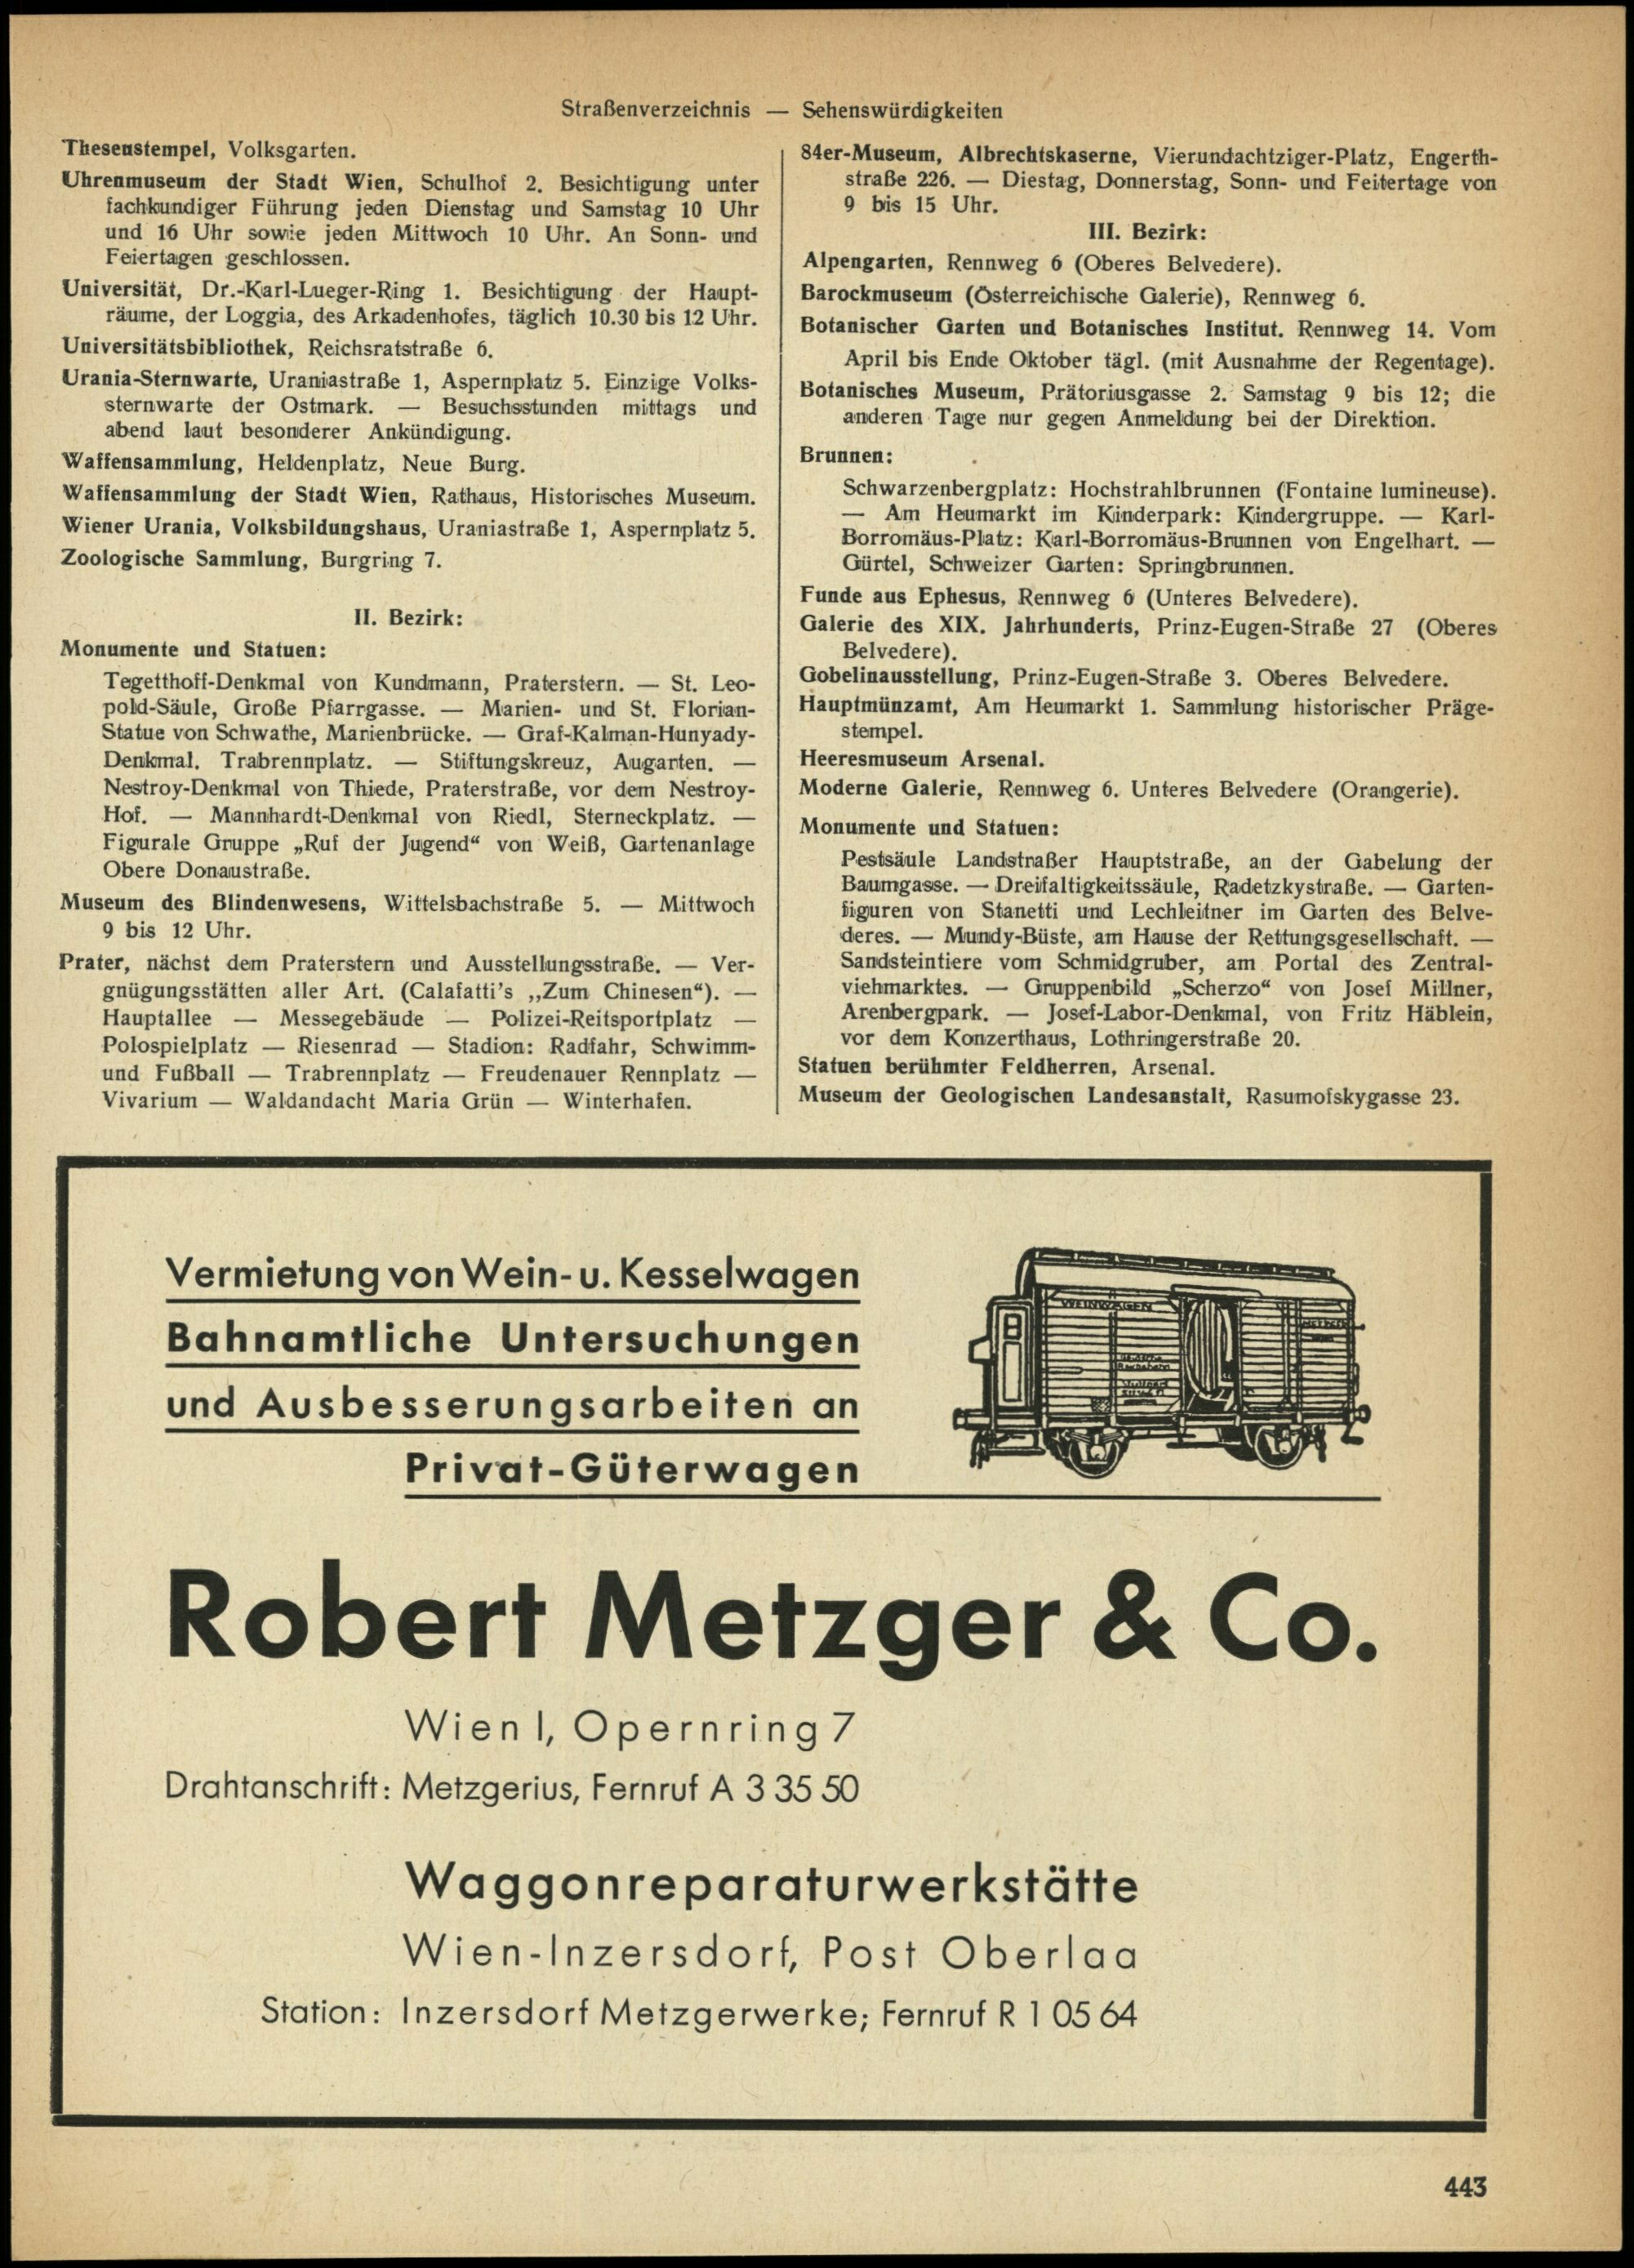 Straßenverzeichnis — Sehenswürdigkeiten
Thesenstempel, Volksgarten.
Uhrenmuseum der Stadt Wien, Schulhof 2. Besichtigung unter
fachkundiger Führung jeden Dienstag und Samstag 10 Uhr
und 16 Uhr sowie jeden Mittwoch 10 Uhr. An Sonn- und
Feiertagen geschlossen.
Universität, Dr.-Karl-Lueger-Ring 1. Besichtigung der Haupt-
räume, der Loggia, des Arkadenhofes, täglich 10.30 bis 12 Uhr.
Universitätsbibliothek, Reichsratstraße 6.
Urania-Sternwarte, Uraniastraße 1, Aspernplatz 5. Einzige Volks-
sternwarte der Ostmark. — Besuchsstunden mittags und
abend laut besonderer Ankündigung.
Waffensammlung, Heldenplatz, Neue Burg.
Waffensammlung der Stadt Wien, Rathaus, Historisches Museum.
Wiener Urania, Volksbildungshaus, Uraniastraße 1, Aspernplatz 5.
Zoologische Sammlung, Burgring 7.
II. Bezirk:
Monumente und Statuen:
Tegetthoff-Denkmal von Kundmann, Praterstern. — St. Leo-
pold-Säule, Große Pfarrgasse. — Marien- und St. Florian-
Statue von Schwathe, Marienbrücke. — Graf-Kalman-Hunyady-
Denkmal. Trabrennplatz. — Stiftungskreuz, Augarten. —
Nestroy-Denkmal von Thiede, Praterstraße, vor dem Nestroy-
Hof. — Mannhardt-Denkmal von Riedl, Sterneckplatz. —
Figurale Gruppe „Ruf der Jugend“ von Weiß, Gartenanlage
Obere Donaustraße.
Museum des Blindenwesens, Wittelsbachstraße 5. — Mittwoch
9 bis 12 Uhr.
Prater, nächst dem Praterstern und Ausstellungsstraße. — Ver-
gnügungsstätten aller Art. (Calafatti's ,,Zum Chinesen“). —
Hauptallee — Messegebäude — Polizei-Reitsportplatz —
Polospielplatz — Riesenrad — Stadion: Radfahr, Schwimm-
und Fußball — Trabrennplatz — Freudenauer Rennplatz —
Vivarium — Waldandacht Maria Grün — Winterhafen.
84er-Museum, Albrechtskaserne, Vierundachtziger-Platz, Engerth-
straße 226. — Diestag, Donnerstag, Sonn- und Feitertage von
9 bis 15 Uhr.
III. Bezirk:
Alpengarten, Rennweg 6 (Oberes Belvedere).
Barockmuseum (Österreichische Galerie), Rennweg 6.
Botanischer Garten und Botanisches Institut. Rennweg 14. Vom
April bis Ende Oktober tägl. (mit Ausnahme der Regentage).
Botanisches Museum, Prätoriusgasse 2. Samstag 9 bis 12; die
anderen Tage nur gegen Anmeldung bei der Direktion.
Brunnen:
Schwarzenbergplatz: Hochstrahlbrunnen (Fontaine lumineuse).
— Am Heumarkt im Kinderpark: Kindergruppe. — Karl-
Borromäus-Platz: Karl-Borromäus-Brunnen von Engelhart. —
Gürtel, Schweizer Garten: Springbrunnen.
Funde aus Ephesus, Rennweg 6 (Unteres Belvedere).
Galerie des XIX. Jahrhunderts, Prinz-Eugen-Straße 27 (Oberes
Belvedere).
Gobelinausstellung, Prinz-Eugen-Straße 3. Oberes Belvedere.
Hauptmünzamt, Am Heumarkt 1. Sammlung historischer Präge-
stempel.
Heeresmuseum Arsenal.
Moderne Galerie, Rennweg 6. Unteres Belvedere (Orangerie).
Monumente und Statuen:
Pestsäule Landstraßer Hauptstraße, an der Gabelung der
Baumgasse. — Dreifaltigkeitssäule, Radetzkystraße. — Garten-
figuren von Stanetti und Lechleitner im Garten des Belve-
deres. — Mundy-Büste, am Hause der Rettungsgesellschaft. —
Sandsteintiere vom Schmidgruber, am Portal des Zentral-
viehmarktes. — Gruppenbild „Scherzo“ von Josef Millner,
Arenbergpark. — Josef-Labor-Denkmal, von Fritz Häblein,
vor dem Konzerthaus, Lothringerstraße 20.
Statuen berühmter Feldherren, Arsenal.
Museum der Geologischen Landesanstalt, Rasumofskygasse 23.
Vermietung von Wein- u. Kesselwagen
Bahnamtliche Untersuchungen
und Ausbesserungsarbeiten an
Privat-Güterwagen
WEINWAGEN
Robert Metzger & Co.
Wien I, Opernring 7
Drahtanschrift: Metzgerius, Fernruf A 3 35 50
Waggonreparaturwerkstätte
Wien-Inzersdorf, Post Oberlaa
Station: Inzersdorf Metzgerwerke; Fernruf R 1 05 64
443